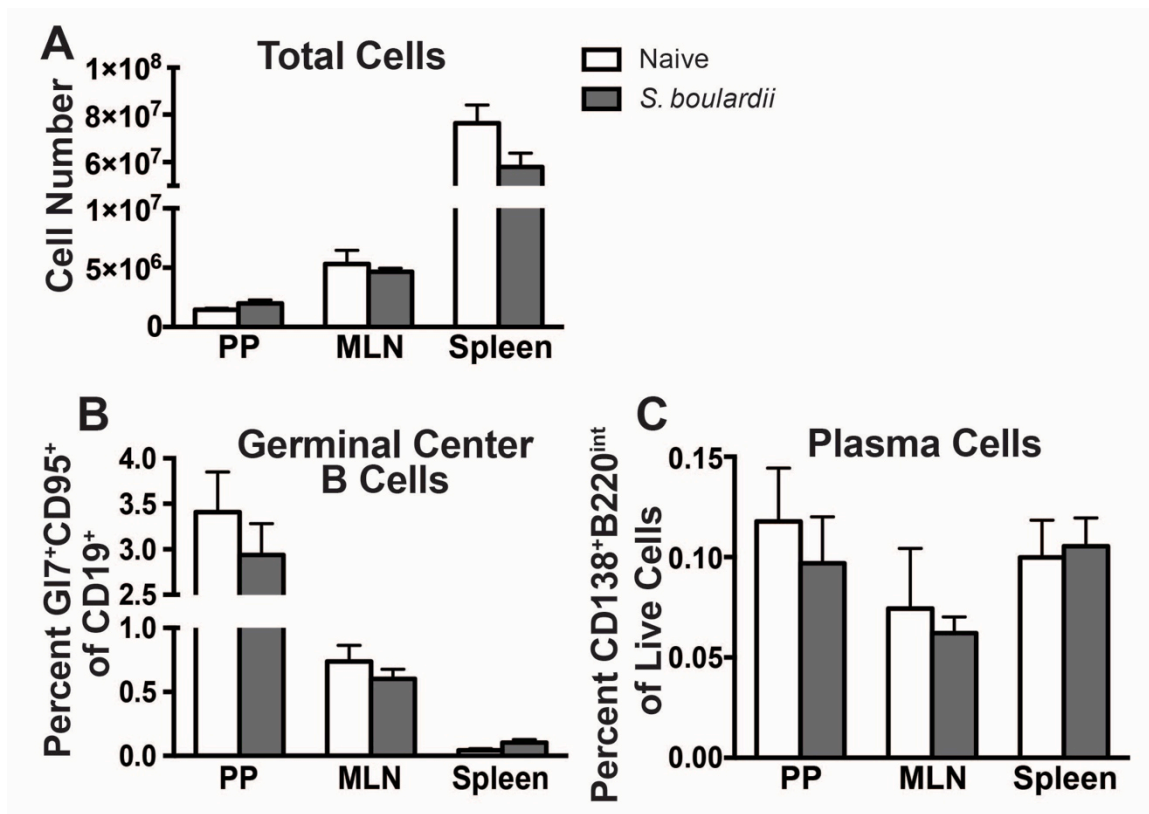 A
Total Cells
Naive
S. boulardii
Cell Number
1×10⁸
8×10⁷
6×10⁷
1×10⁷
5×10⁶
0
PP MLN Spleen
B
Germinal Center
B Cells
Percent Gl7⁺CD95⁺
of CD19⁺
4.0
3.5
3.0
2.5
1.0
0.5
0.0
PP MLN Spleen
C
Plasma Cells
Percent CD138⁺B220ⁱⁿᵗ
of Live Cells
0.15
0.10
0.05
0.00
PP MLN Spleen